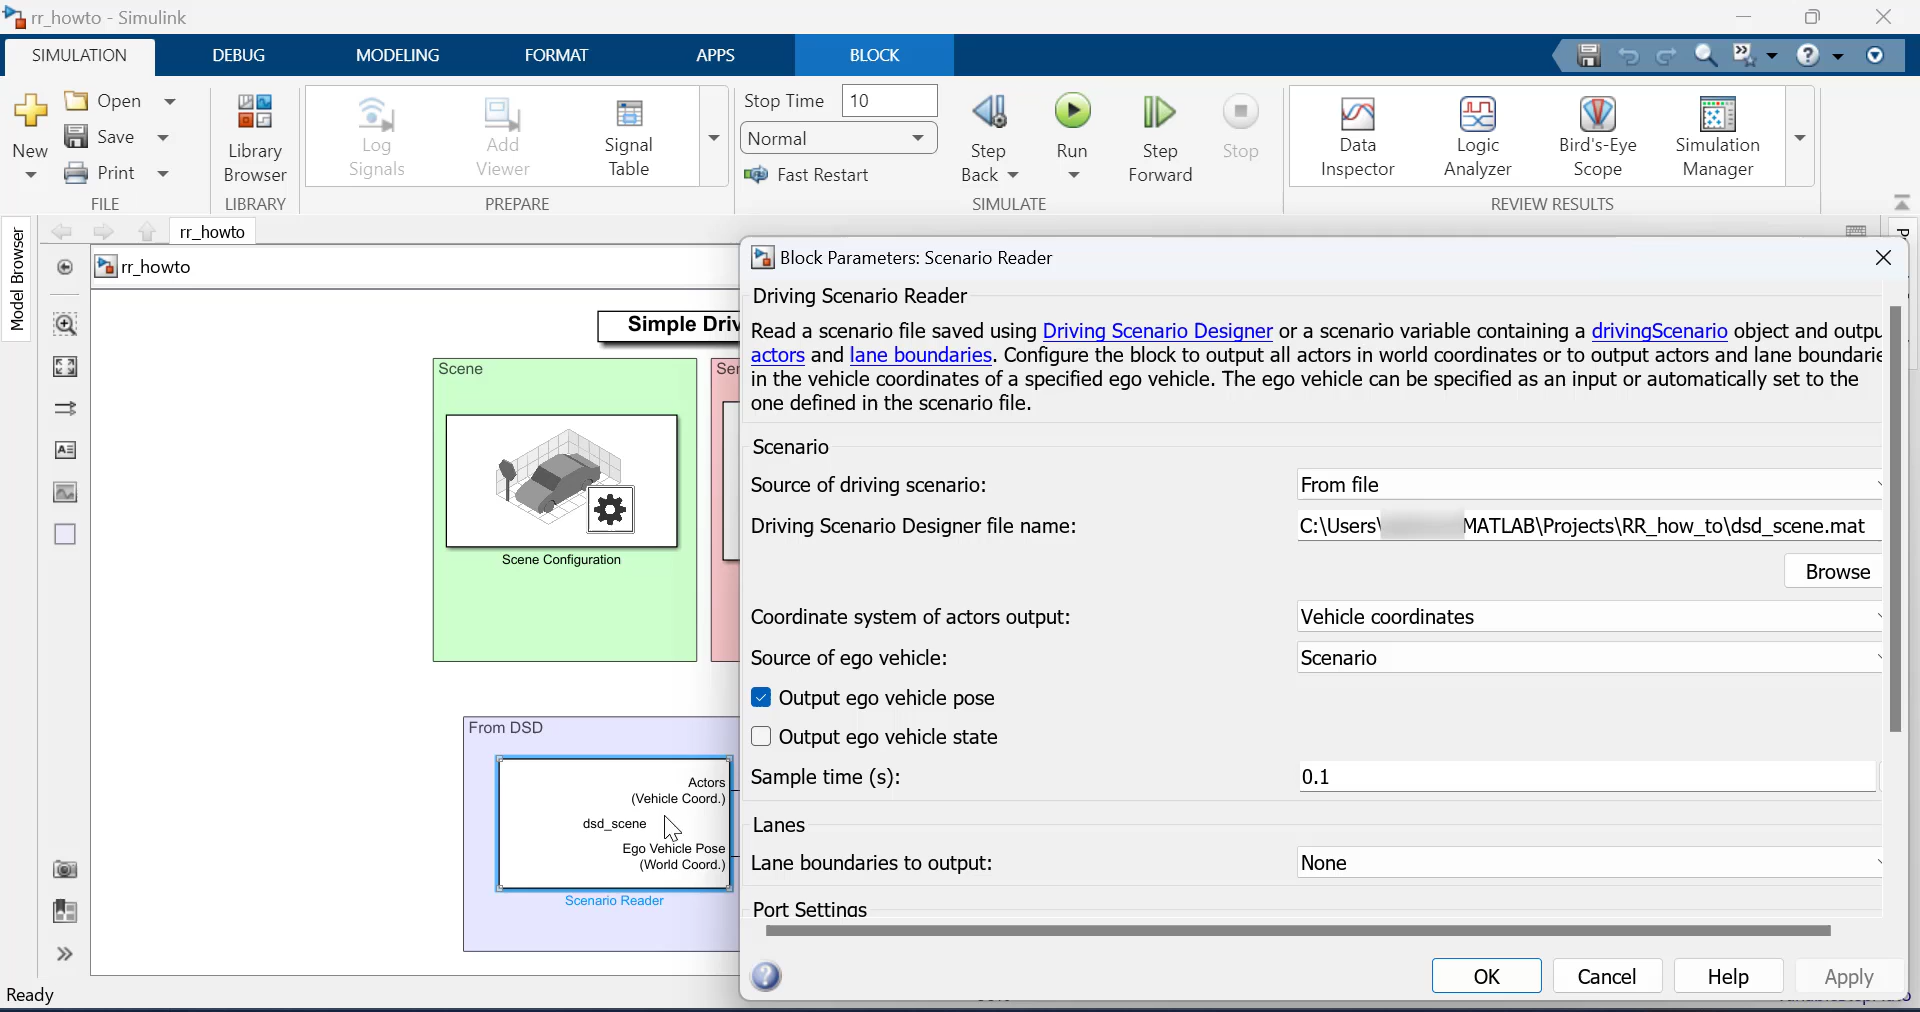 rr_howto - Simulink
SIMULATION DEBUG MODELING FORMAT APPS BLOCK
New
Open
Save
Print
FILE
Library Browser
LIBRARY
Log Signals
Add Viewer
Signal Table
PREPARE
Stop Time 10
Normal
Fast Restart
Step Back
Run
Step Forward
Stop
SIMULATE
Data Inspector
Logic Analyzer
Bird's-Eye Scope
Simulation Manager
REVIEW RESULTS
Model Browser
rr_howto
rr_howto
Simple Driv
Scene
Scene Configuration
Sen
From DSD
Actors
(Vehicle Coord.)
dsd_scene
Ego Vehicle Pose
(World Coord.)
Scenario Reader
Block Parameters: Scenario Reader
Driving Scenario Reader
Read a scenario file saved using Driving Scenario Designer or a scenario variable containing a drivingScenario object and outpu
actors and lane boundaries. Configure the block to output all actors in world coordinates or to output actors and lane boundarie
in the vehicle coordinates of a specified ego vehicle. The ego vehicle can be specified as an input or automatically set to the
one defined in the scenario file.
Scenario
Source of driving scenario: From file
Driving Scenario Designer file name: C:\Users\ MATLAB\Projects\RR_how_to\dsd_scene.mat
Browse
Coordinate system of actors output: Vehicle coordinates
Source of ego vehicle: Scenario
Output ego vehicle pose
Output ego vehicle state
Sample time (s): 0.1
Lanes
Lane boundaries to output: None
Port Settings
OK Cancel Help Apply
Ready